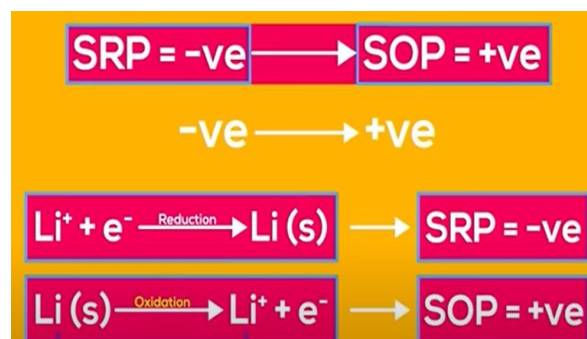 SRP = -ve → SOP = +ve
-ve → +ve
Li⁺ + e⁻ Reduction → Li (s) → SRP = -ve
Li (s) Oxidation → Li⁺ + e⁻ → SOP = +ve